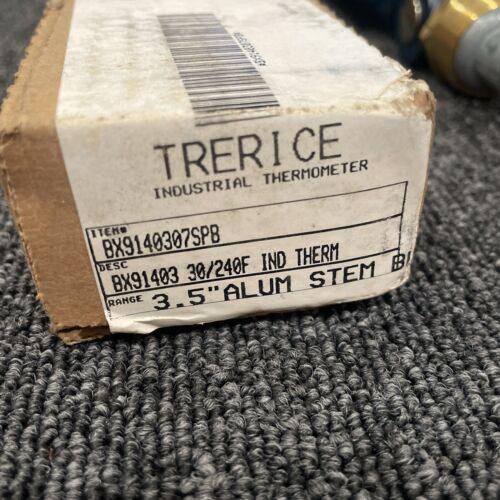 TRERICE
INDUSTRIAL THERMOMETER
ITEM# BX9140307SPB
DESC BX91403 30/240F IND THERM
RANGE 3.5"ALUM STEM